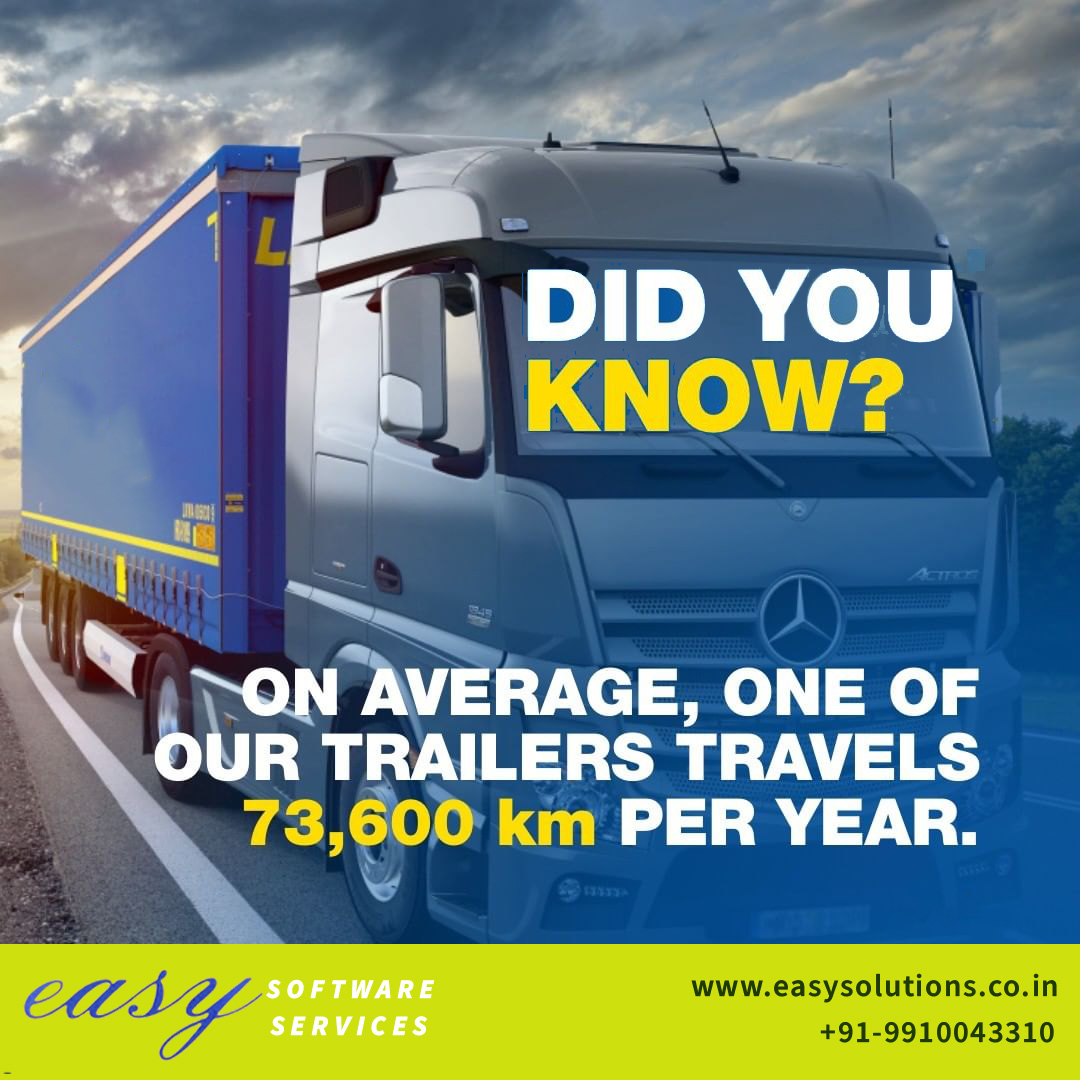 DID YOU
KNOW?
ACTROS
ON AVERAGE, ONE OF
OUR TRAILERS TRAVELS
73,600 km PER YEAR.
easy SOFTWARE
SERVICES
www.easysolutions.co.in
+91-9910043310